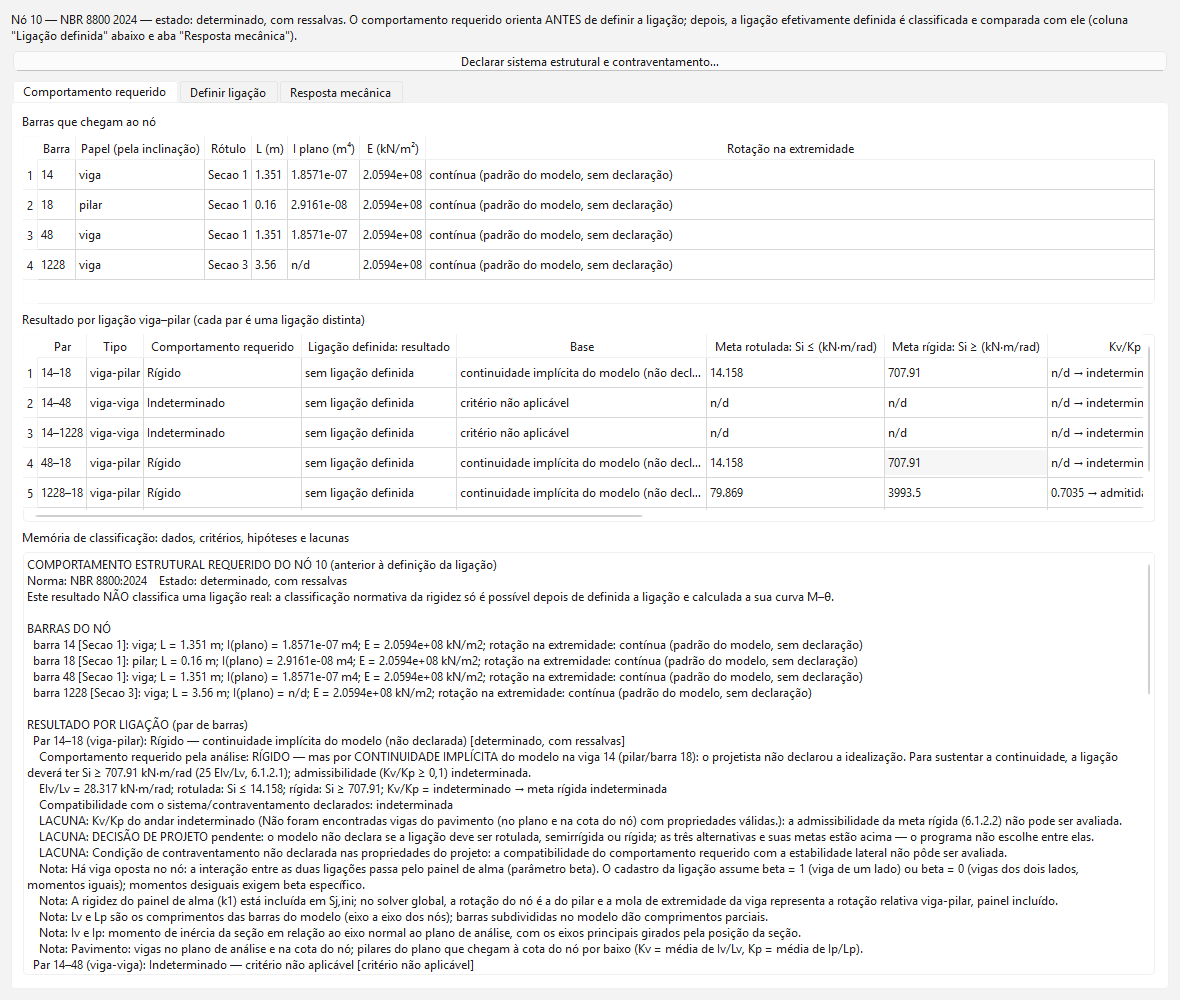 Nó 10 — NBR 8800 2024 — estado: determinado, com ressalvas. O comportamento requerido orienta ANTES de definir a ligação; depois, a ligação efetivamente definida é classificada e comparada com ele (coluna
"Ligação definida" abaixo e aba "Resposta mecânica").
Declarar sistema estrutural e contraventamento...
Comportamento requerido Definir ligação Resposta mecânica
Barras que chegam ao nó
Barra Papel (pela inclinação) Rótulo L (m) I plano (m⁴) E (kN/m²) Rotação na extremidade
1 14 viga Secao 1 1.351 1.8571e-07 2.0594e+08 contínua (padrão do modelo, sem declaração)
2 18 pilar Secao 1 0.16 2.9161e-08 2.0594e+08 contínua (padrão do modelo, sem declaração)
3 48 viga Secao 1 1.351 1.8571e-07 2.0594e+08 contínua (padrão do modelo, sem declaração)
4 1228 viga Secao 3 3.56 n/d 2.0594e+08 contínua (padrão do modelo, sem declaração)
Resultado por ligação viga–pilar (cada par é uma ligação distinta)
Par Tipo Comportamento requerido Ligação definida: resultado Base Meta rotulada: Si ≤ (kN·m/rad) Meta rígida: Si ≥ (kN·m/rad) Kv/Kp
1 14–18 viga-pilar Rígido sem ligação definida continuidade implícita do modelo (não decl... 14.158 707.91 n/d → indetermin
2 14–48 viga-viga Indeterminado sem ligação definida critério não aplicável n/d n/d n/d → indetermin
3 14–1228 viga-viga Indeterminado sem ligação definida critério não aplicável n/d n/d n/d → indetermin
4 48–18 viga-pilar Rígido sem ligação definida continuidade implícita do modelo (não decl... 14.158 707.91 n/d → indetermin
5 1228–18 viga-pilar Rígido sem ligação definida continuidade implícita do modelo (não decl... 79.869 3993.5 0.7035 → admitida
Memória de classificação: dados, critérios, hipóteses e lacunas
COMPORTAMENTO ESTRUTURAL REQUERIDO DO NÓ 10 (anterior à definição da ligação)
Norma: NBR 8800:2024 Estado: determinado, com ressalvas
Este resultado NÃO classifica uma ligação real: a classificação normativa da rigidez só é possível depois de definida a ligação e calculada a sua curva M–θ.
BARRAS DO NÓ
barra 14 [Secao 1]: viga; L = 1.351 m; I(plano) = 1.8571e-07 m4; E = 2.0594e+08 kN/m2; rotação na extremidade: contínua (padrão do modelo, sem declaração)
barra 18 [Secao 1]: pilar; L = 0.16 m; I(plano) = 2.9161e-08 m4; E = 2.0594e+08 kN/m2; rotação na extremidade: contínua (padrão do modelo, sem declaração)
barra 48 [Secao 1]: viga; L = 1.351 m; I(plano) = 1.8571e-07 m4; E = 2.0594e+08 kN/m2; rotação na extremidade: contínua (padrão do modelo, sem declaração)
barra 1228 [Secao 3]: viga; L = 3.56 m; I(plano) = n/d; E = 2.0594e+08 kN/m2; rotação na extremidade: contínua (padrão do modelo, sem declaração)
RESULTADO POR LIGAÇÃO (par de barras)
Par 14–18 (viga-pilar): Rígido — continuidade implícita do modelo (não declarada) [determinado, com ressalvas]
Comportamento requerido pela análise: RÍGIDO — mas por CONTINUIDADE IMPLÍCITA do modelo na viga 14 (pilar/barra 18): o projetista não declarou a idealização. Para sustentar a continuidade, a ligação
deverá ter Si ≥ 707.91 kN·m/rad (25 EIv/Lv, 6.1.2.1); admissibilidade (Kv/Kp ≥ 0,1) indeterminada.
EIv/Lv = 28.317 kN·m/rad; rotulada: Si ≤ 14.158; rígida: Si ≥ 707.91; Kv/Kp = indeterminado → meta rígida indeterminada
Compatibilidade com o sistema/contraventamento declarados: indeterminada
LACUNA: Kv/Kp do andar indeterminado (Não foram encontradas vigas do pavimento (no plano e na cota do nó) com propriedades válidas.): a admissibilidade da meta rígida (6.1.2.2) não pode ser avaliada.
LACUNA: DECISÃO DE PROJETO pendente: o modelo não declara se a ligação deve ser rotulada, semirrígida ou rígida; as três alternativas e suas metas estão acima — o programa não escolhe entre elas.
LACUNA: Condição de contraventamento não declarada nas propriedades do projeto: a compatibilidade do comportamento requerido com a estabilidade lateral não pôde ser avaliada.
Nota: Há viga oposta no nó: a interação entre as duas ligações passa pelo painel de alma (parâmetro beta). O cadastro da ligação assume beta = 1 (viga de um lado) ou beta = 0 (vigas dos dois lados,
momentos iguais); momentos desiguais exigem beta específico.
Nota: A rigidez do painel de alma (k1) está incluída em Sj,ini; no solver global, a rotação do nó é a do pilar e a mola de extremidade da viga representa a rotação relativa viga-pilar, painel incluído.
Nota: Lv e Lp são os comprimentos das barras do modelo (eixo a eixo dos nós); barras subdivididas no modelo dão comprimentos parciais.
Nota: Iv e Ip: momento de inércia da seção em relação ao eixo normal ao plano de análise, com os eixos principais girados pela posição da seção.
Nota: Pavimento: vigas no plano de análise e na cota do nó; pilares do plano que chegam à cota do nó por baixo (Kv = média de Iv/Lv, Kp = média de Ip/Lp).
Par 14–48 (viga-viga): Indeterminado — critério não aplicável [critério não aplicável]